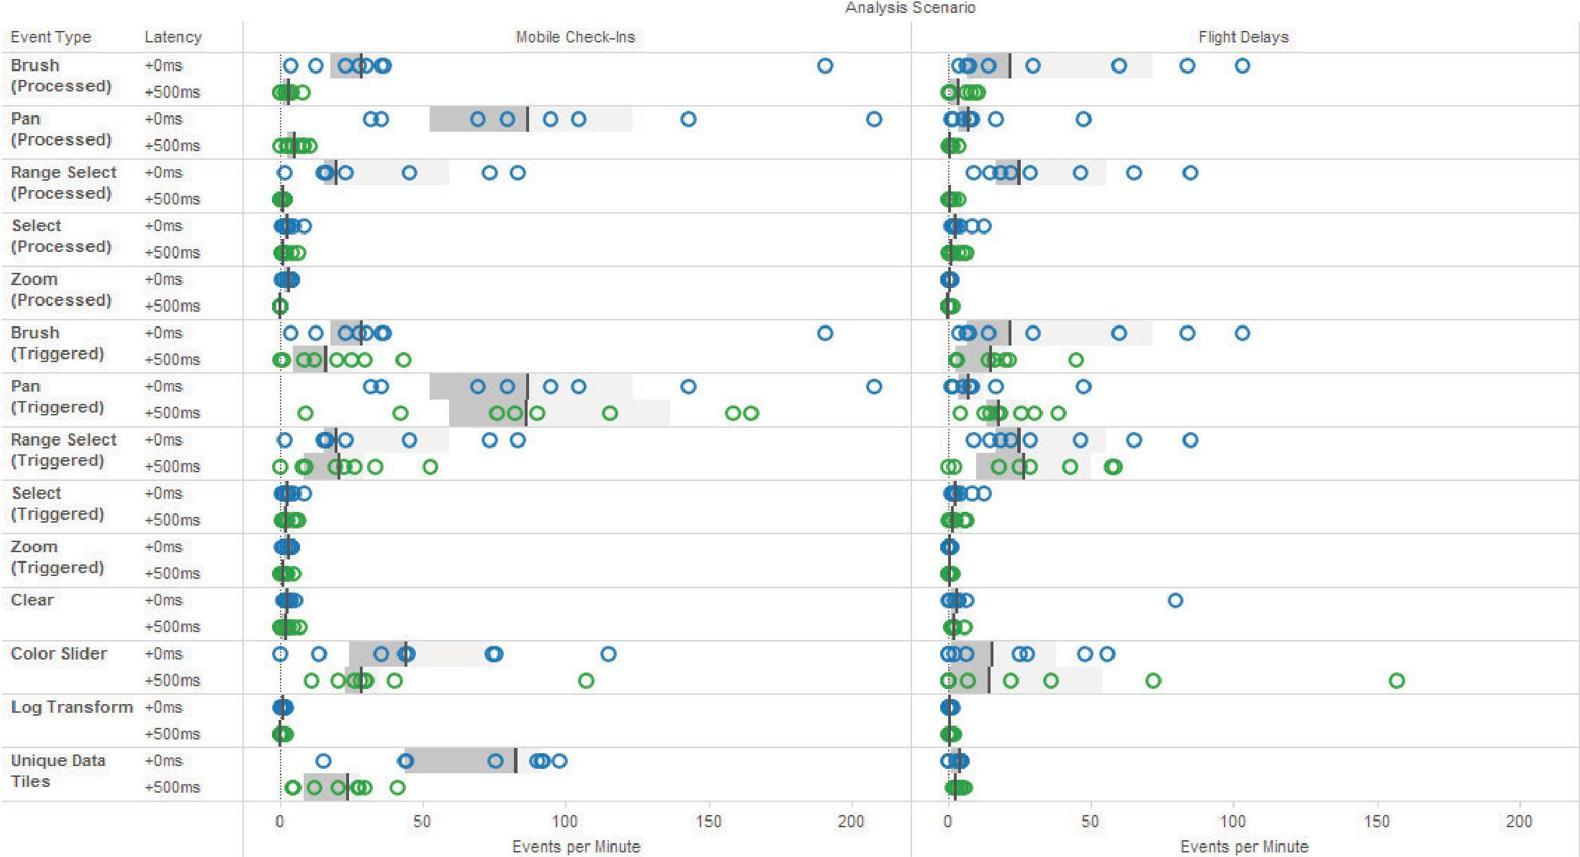 Analysis Scenario
Event Type Latency Mobile Check-Ins Flight Delays
Brush +0ms
(Processed) +500ms
Pan +0ms
(Processed) +500ms
Range Select +0ms
(Processed) +500ms
Select +0ms
(Processed) +500ms
Zoom +0ms
(Processed) +500ms
Brush +0ms
(Triggered) +500ms
Pan +0ms
(Triggered) +500ms
Range Select +0ms
(Triggered) +500ms
Select +0ms
(Triggered) +500ms
Zoom +0ms
(Triggered) +500ms
Clear +0ms
+500ms
Color Slider +0ms
+500ms
Log Transform +0ms
+500ms
Unique Data +0ms
Tiles +500ms
0 50 100 150 200 0 50 100 150 200
Events per Minute Events per Minute